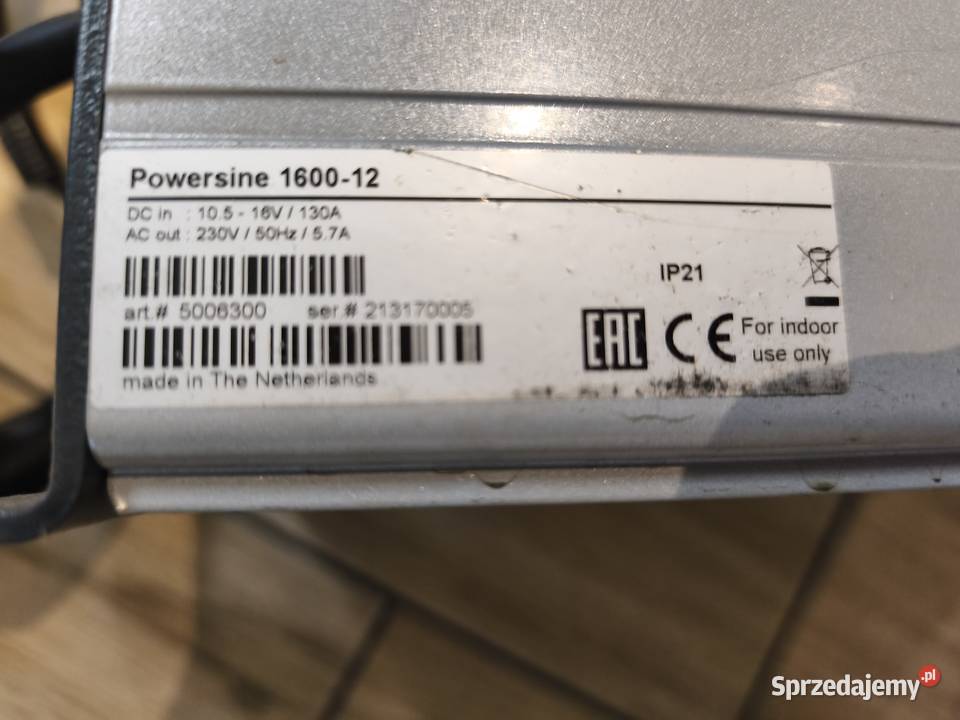 Powersine 1600-12
DC in : 10.5 - 16V / 130A
AC out : 230V / 50Hz / 5.7A
IP21
art.# 5006300 ser.# 213170005
EAC CE For indoor
use only
made in The Netherlands
Sprzedajemy.pl